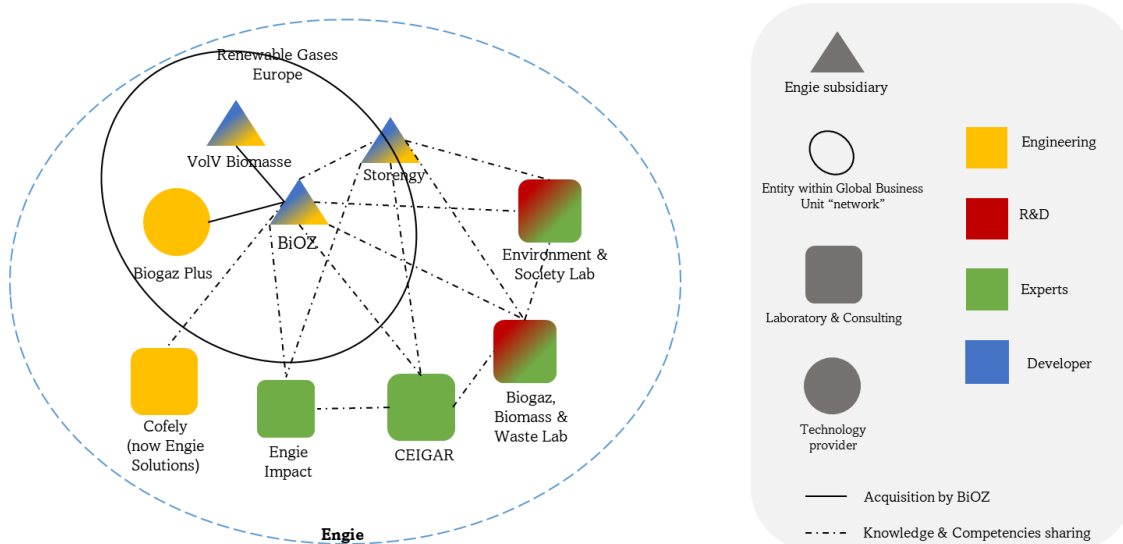 Renewable Gases
Europe
VolV Biomasse
Storengy
BiOZ
Biogaz Plus
Environment &
Society Lab
Cofely
(now Engie
Solutions)
Engie
Impact
CEIGAR
Biogaz,
Biomass &
Waste Lab
Engie
Engie subsidiary
Entity within Global Business
Unit “network”
Laboratory & Consulting
Technology
provider
Engineering
R&D
Experts
Developer
Acquisition by BiOZ
Knowledge & Competencies sharing